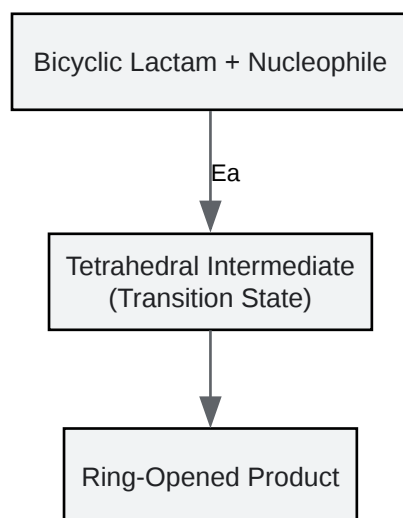 Bicyclic Lactam + Nucleophile
Ea
Tetrahedral Intermediate
(Transition State)
Ring-Opened Product